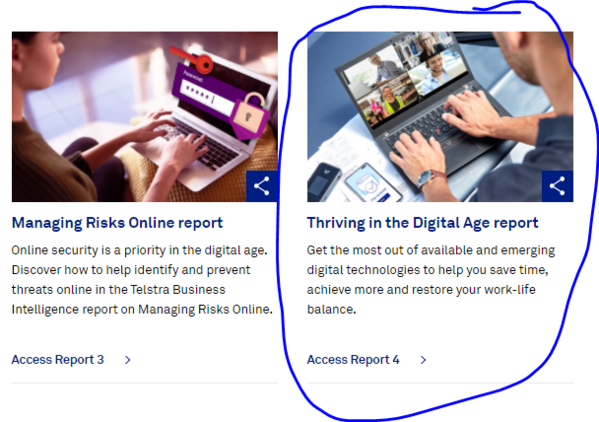 Managing Risks Online report
Online security is a priority in the digital age.
Discover how to help identify and prevent
threats online in the Telstra Business
Intelligence report on Managing Risks Online.
Access Report 3
Thriving in the Digital Age report
Get the most out of available and emerging
digital technologies to help you save time,
achieve more and restore your work-life
balance.
Access Report 4